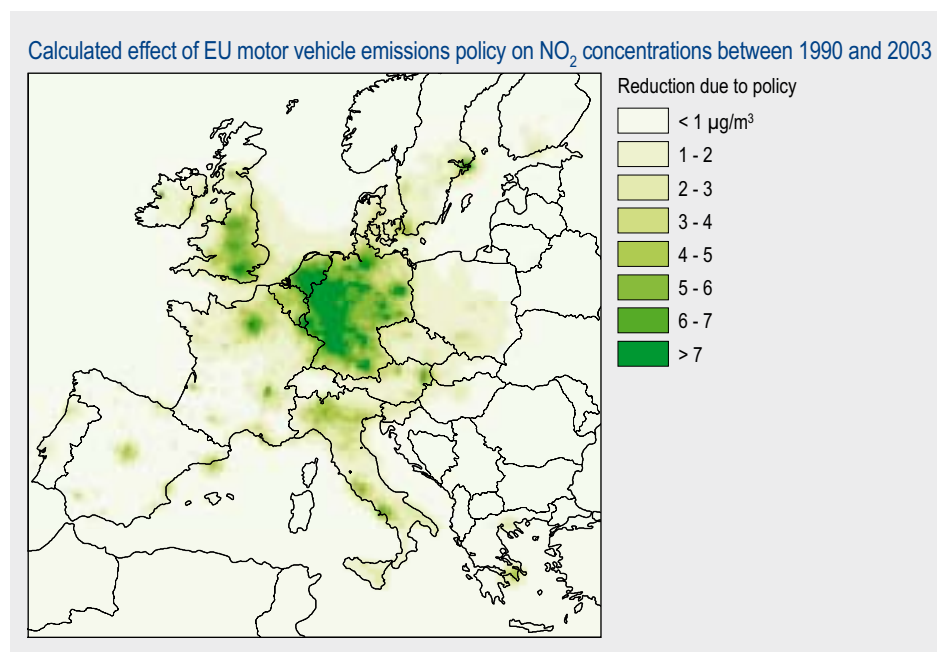 Calculated effect of EU motor vehicle emissions policy on NO₂ concentrations between 1990 and 2003
Reduction due to policy
< 1 µg/m³
1 - 2
2 - 3
3 - 4
4 - 5
5 - 6
6 - 7
> 7